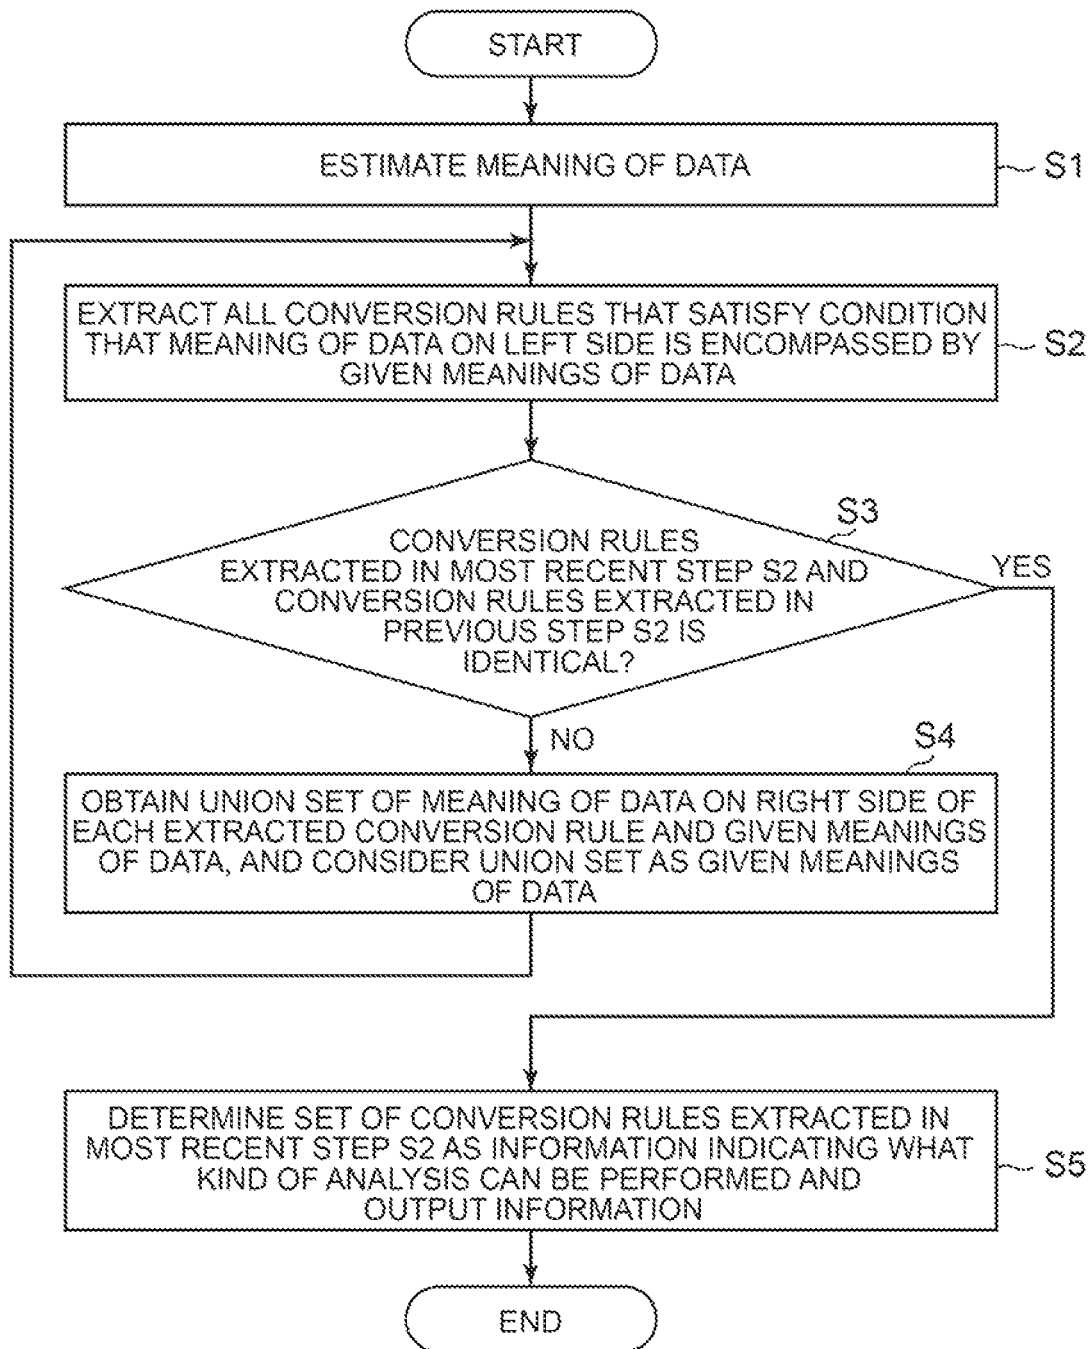 START
ESTIMATE MEANING OF DATA
S1
EXTRACT ALL CONVERSION RULES THAT SATISFY CONDITION
THAT MEANING OF DATA ON LEFT SIDE IS ENCOMPASSED BY
GIVEN MEANINGS OF DATA
S2
S3
CONVERSION RULES
EXTRACTED IN MOST RECENT STEP S2 AND
CONVERSION RULES EXTRACTED IN
PREVIOUS STEP S2 IS
IDENTICAL?
YES
NO
S4
OBTAIN UNION SET OF MEANING OF DATA ON RIGHT SIDE OF
EACH EXTRACTED CONVERSION RULE AND GIVEN MEANINGS
OF DATA, AND CONSIDER UNION SET AS GIVEN MEANINGS
OF DATA
DETERMINE SET OF CONVERSION RULES EXTRACTED IN
MOST RECENT STEP S2 AS INFORMATION INDICATING WHAT
KIND OF ANALYSIS CAN BE PERFORMED AND
OUTPUT INFORMATION
S5
END